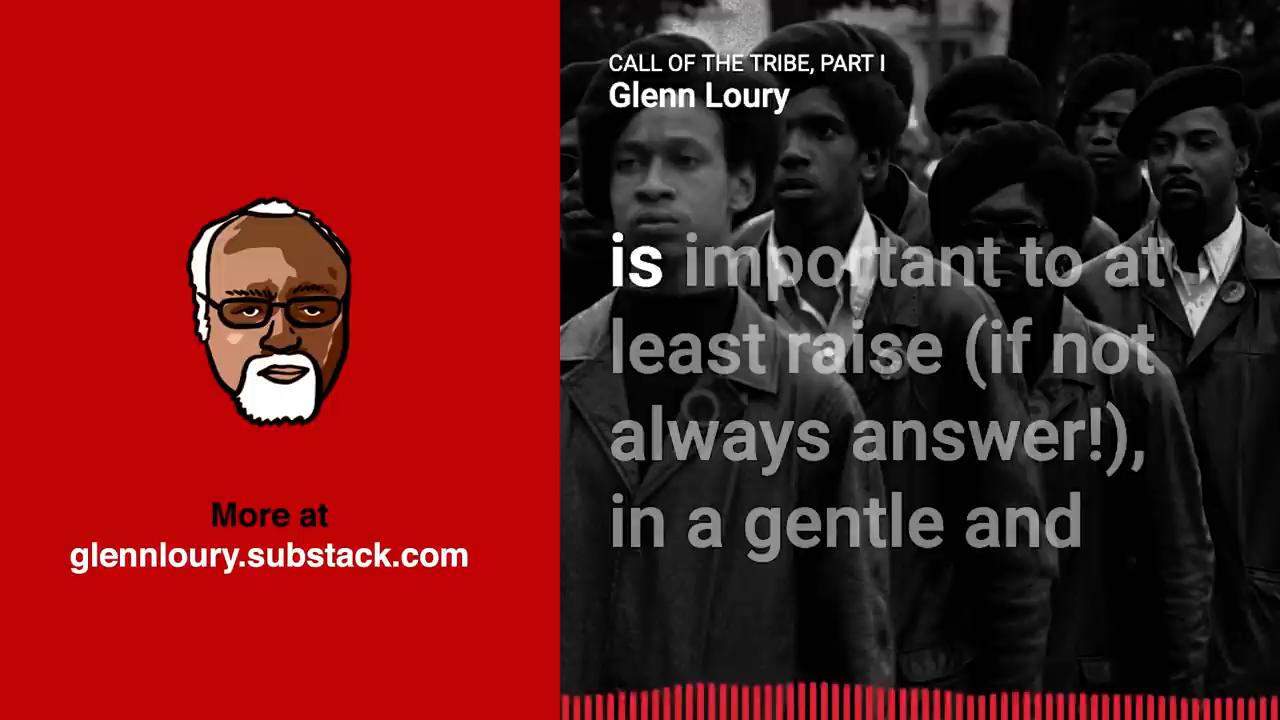 CALL OF THE TRIBE, PART I
Glenn Loury
is important to at
least raise (if not
always answer!),
in a gentle and
More at
glennloury.substack.com